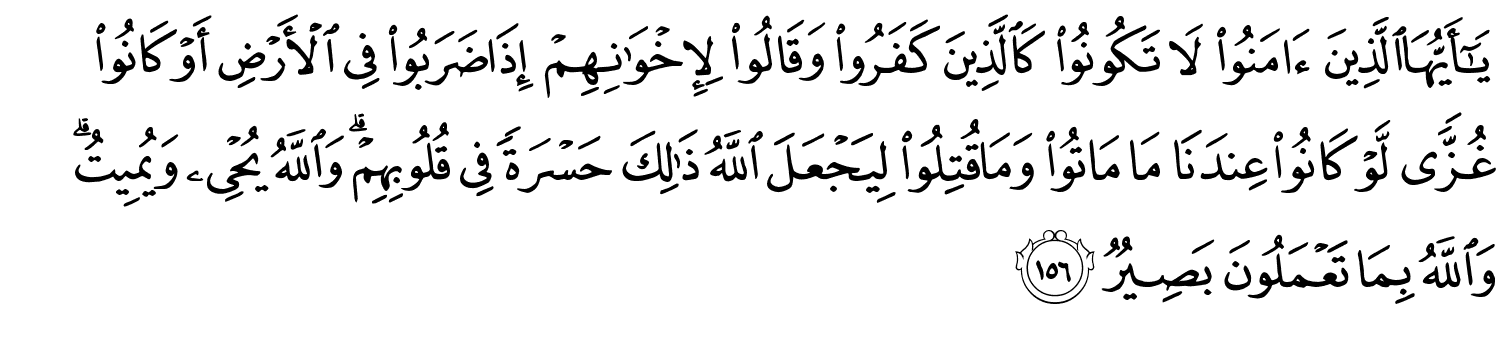 يَـٰٓأَيُّهَا ٱلَّذِينَ ءَامَنُوا۟ لَا تَكُونُوا۟ كَٱلَّذِينَ كَفَرُوا۟ وَقَالُوا۟ لِإِخْوَٰنِهِمْ إِذَا ضَرَبُوا۟ فِى ٱلْأَرْضِ أَوْ كَانُوا۟
غُزًّى لَّوْ كَانُوا۟ عِندَنَا مَا مَاتُوا۟ وَمَا قُتِلُوا۟ لِيَجْعَلَ ٱللَّهُ ذَٰلِكَ حَسْرَةً فِى قُلُوبِهِمْ ۗ وَٱللَّهُ يُحْىِۦ وَيُمِيتُ ۗ
وَٱللَّهُ بِمَا تَعْمَلُونَ بَصِيرٌ ١٥٦